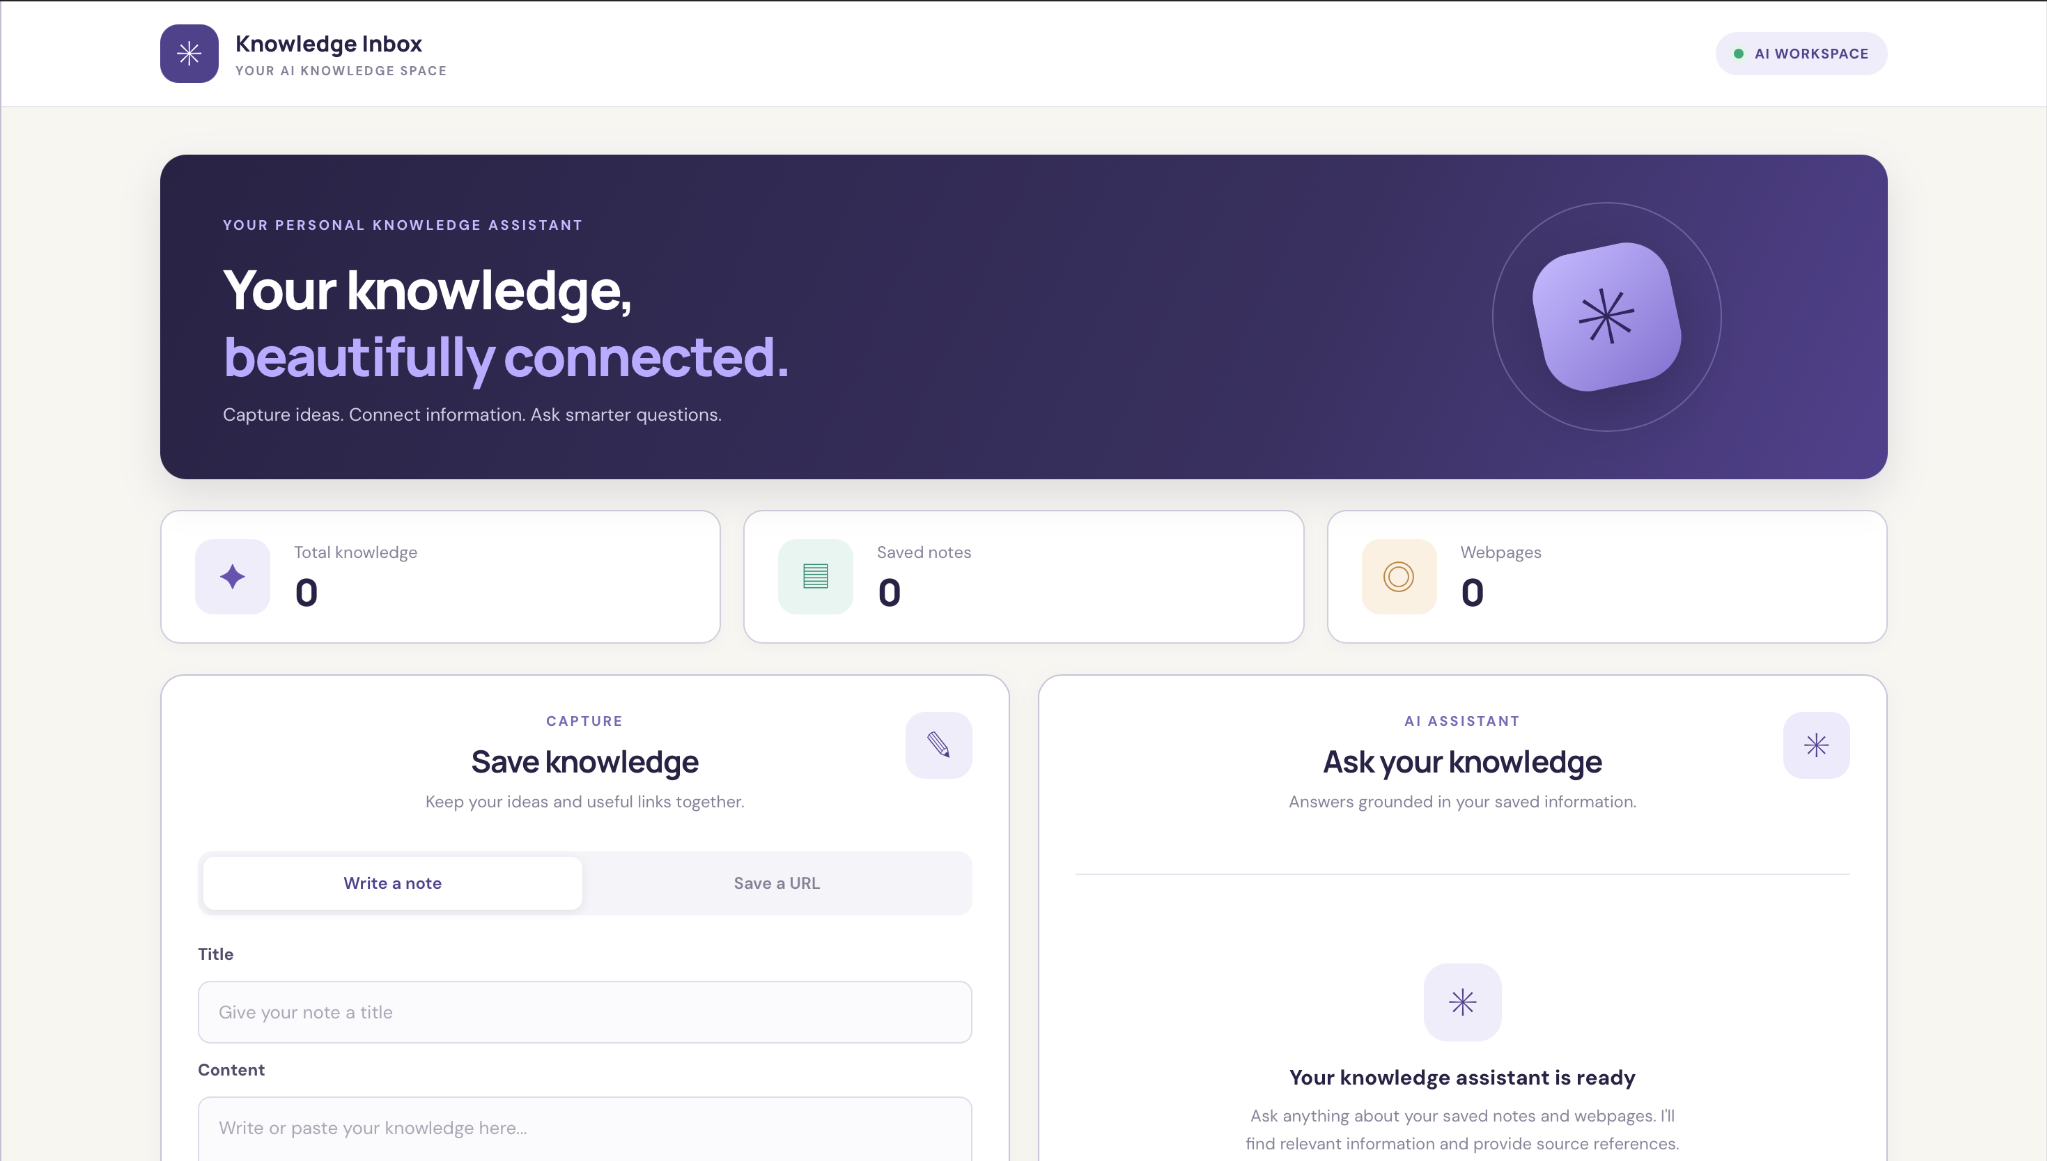 Knowledge Inbox
YOUR AI KNOWLEDGE SPACE
AI WORKSPACE
YOUR PERSONAL KNOWLEDGE ASSISTANT
Your knowledge,
beautifully connected.
Capture ideas. Connect information. Ask smarter questions.
Total knowledge
0
Saved notes
0
Webpages
0
CAPTURE
Save knowledge
Keep your ideas and useful links together.
Write a note
Save a URL
Title
Give your note a title
Content
Write or paste your knowledge here...
AI ASSISTANT
Ask your knowledge
Answers grounded in your saved information.
Your knowledge assistant is ready
Ask anything about your saved notes and webpages. I'll
find relevant information and provide source references.